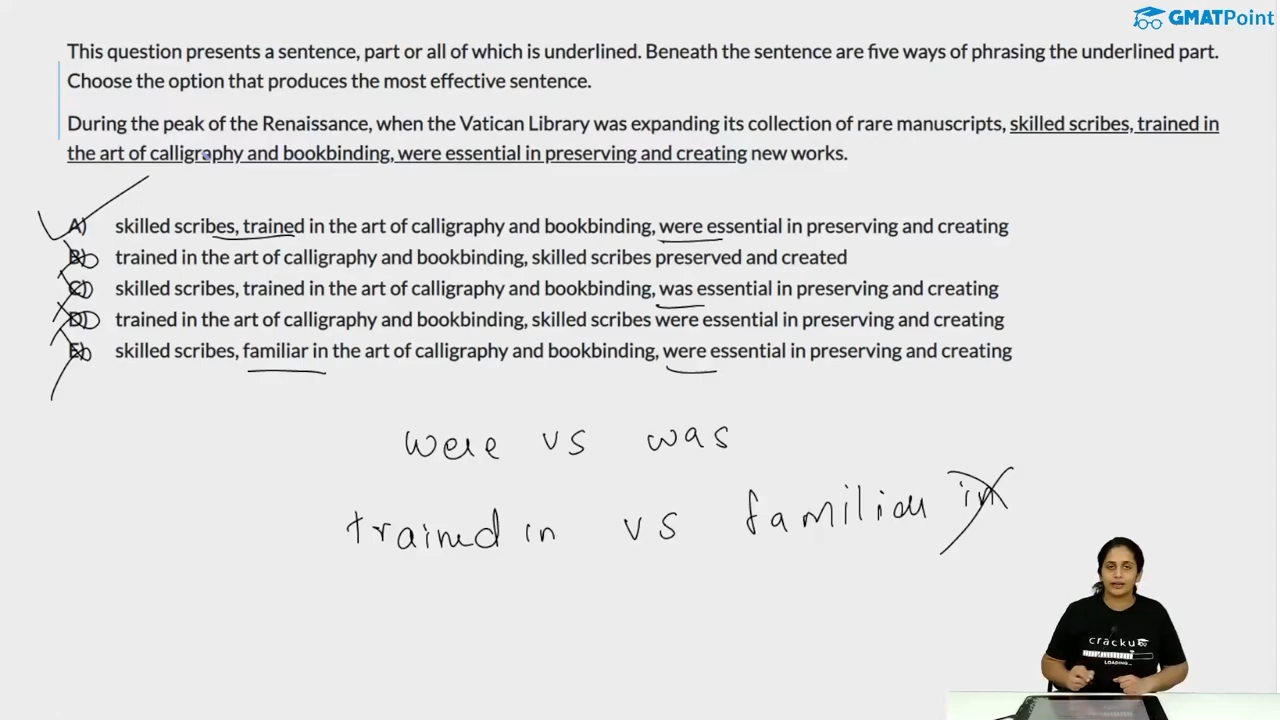 GMATPoint
This question presents a sentence, part or all of which is underlined. Beneath the sentence are five ways of phrasing the underlined part.
Choose the option that produces the most effective sentence.
During the peak of the Renaissance, when the Vatican Library was expanding its collection of rare manuscripts, skilled scribes, trained in
the art of calligraphy and bookbinding, were essential in preserving and creating new works.
A) skilled scribes, trained in the art of calligraphy and bookbinding, were essential in preserving and creating
B) trained in the art of calligraphy and bookbinding, skilled scribes preserved and created
C) skilled scribes, trained in the art of calligraphy and bookbinding, was essential in preserving and creating
D) trained in the art of calligraphy and bookbinding, skilled scribes were essential in preserving and creating
E) skilled scribes, familiar in the art of calligraphy and bookbinding, were essential in preserving and creating
were vs was
trained in vs familiar in
cracku
LOADING...